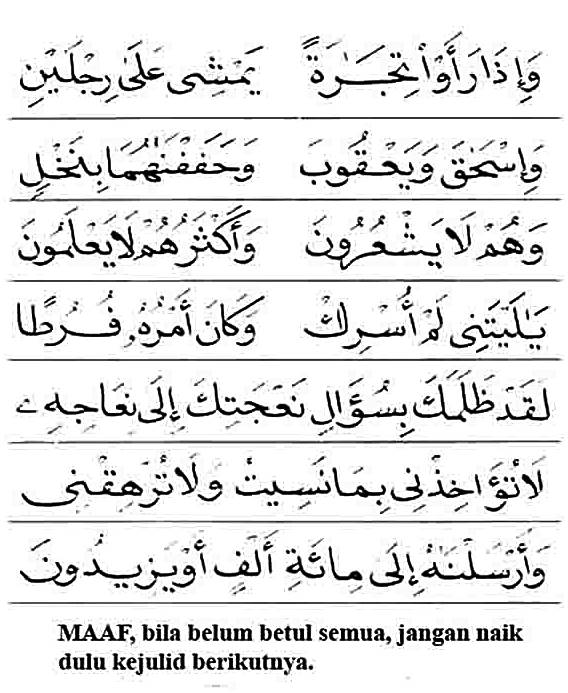 وَإِذَا رَأَوْا۟ تِجَـٰرَةً يَمْشِى عَلَىٰ رِجْلَيْنِ
وَإِسْحَـٰقَ وَيَعْقُوبَ وَحَفَفْنَـٰهُمَا بِنَخْلٍ
وَهُمْ لَا يَشْعُرُونَ وَأَكْثَرُهُمْ لَا يَعْلَمُونَ
يَـٰلَيْتَنِى لَمْ أُشْرِكْ وَكَانَ أَمْرُهُۥ فُرُطًا
لَقَدْ ظَلَمَكَ بِسُؤَالِ نَعْجَتِكَ إِلَىٰ نِعَاجِهِۦ
لَا تُؤَاخِذْنِى بِمَا نَسِيتُ وَلَا تُرْهِقْنِى
وَأَرْسَلْنَـٰهُ إِلَىٰ مِا۟ئَةِ أَلْفٍ أَوْ يَزِيدُونَ
MAAF, bila belum betul semua, jangan naik
dulu kejulid berikutnya.